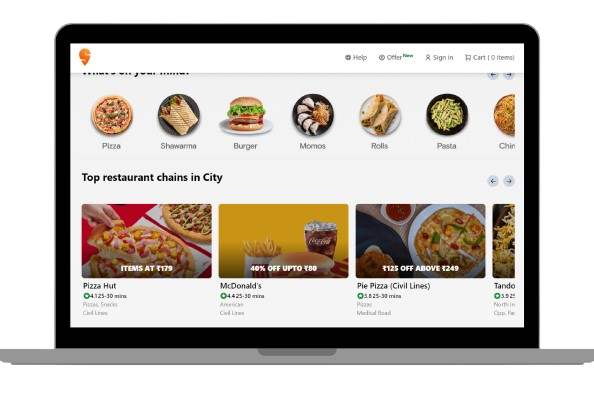 Help
Offer New
Sign in
Cart ( 0 items)
What's on your mind?
Pizza
Shawarma
Burger
Momos
Rolls
Pasta
Chin
Top restaurant chains in City
ITEMS AT ₹179
40% OFF UPTO ₹80
₹125 OFF ABOVE ₹249
Pizza Hut
McDonald's
Pie Pizza (Civil Lines)
Tando
4.1 25-30 mins
4.4 25-30 mins
3.8 25-30 mins
3.9 25
Pizzas, Snacks
American
Pizzas
North In
Civil Lines
Civil Lines
Medical Road
Opp. Pan